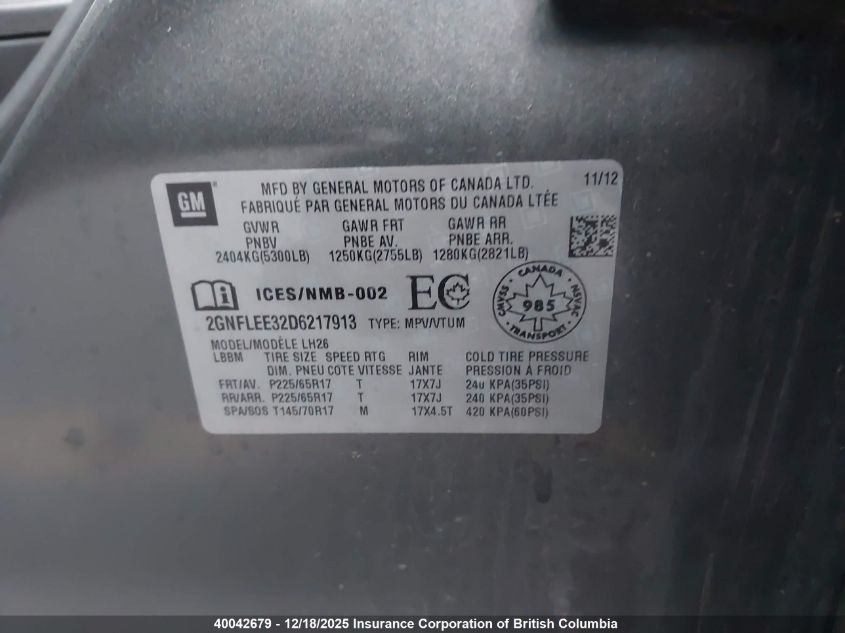 GM
MFD BY GENERAL MOTORS OF CANADA LTD. 11/12
FABRIQUÉ PAR GENERAL MOTORS DU CANADA LTÉE
GVWR GAWR FRT GAWR RR
PNBV PNBE AV. PNBE ARR.
2404KG(5300LB) 1250KG(2755LB) 1280KG(2821LB)
ICES/NMB-002 EC
CANADA
CMVSS 985 NSVAC
TRANSPORT
2GNFLEE32D6217913 TYPE: MPV/VTUM
MODEL/MODÈLE LH26
LBBM TIRE SIZE SPEED RTG RIM COLD TIRE PRESSURE
DIM. PNEU COTE VITESSE JANTE PRESSION À FROID
FRT/AV. P225/65R17 T 17X7J 240 KPA(35PSI)
RR/ARR. P225/65R17 T 17X7J 240 KPA(35PSI)
SPA/SOS T145/70R17 M 17X4.5T 420 KPA(60PSI)
40042679 - 12/18/2025 Insurance Corporation of British Columbia